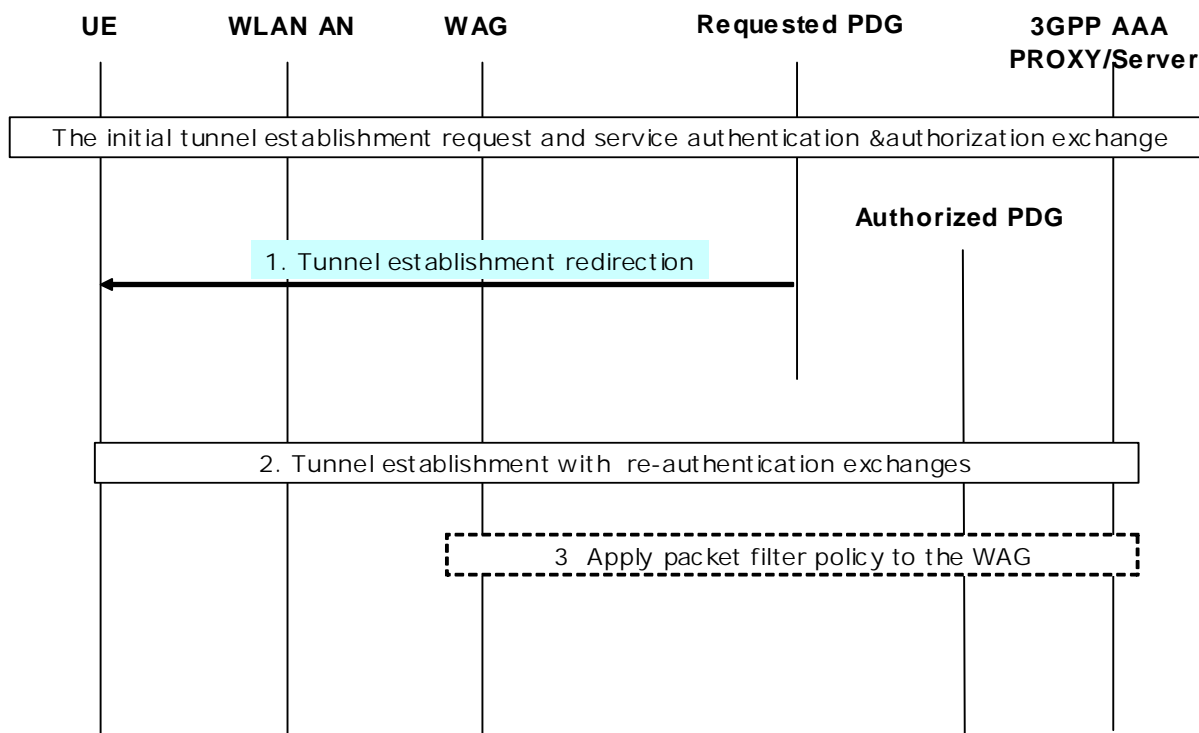 UE
WLAN AN
WAG
Requested PDG
3GPP AAA
PROXY/Server
The initial tunnel establishment request and service authentication &authorization exchange
Authorized PDG
1. Tunnel establishment redirection
2. Tunnel establishment with re-authentication exchanges
3 Apply packet filter policy to the WAG